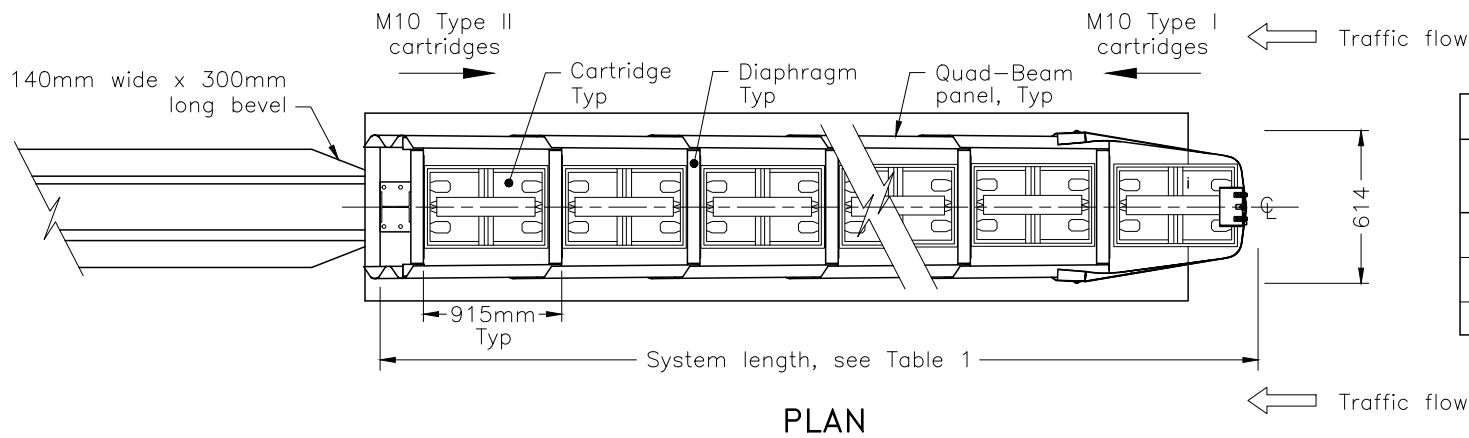 M10 Type II
cartridges
M10 Type I
cartridges
Traffic flow
140mm wide x 300mm
long bevel
Cartridge
Typ
Diaphragm
Typ
Quad-Beam
panel, Typ
i
℄
614
915mm
Typ
System length, see Table 1
Traffic flow
PLAN